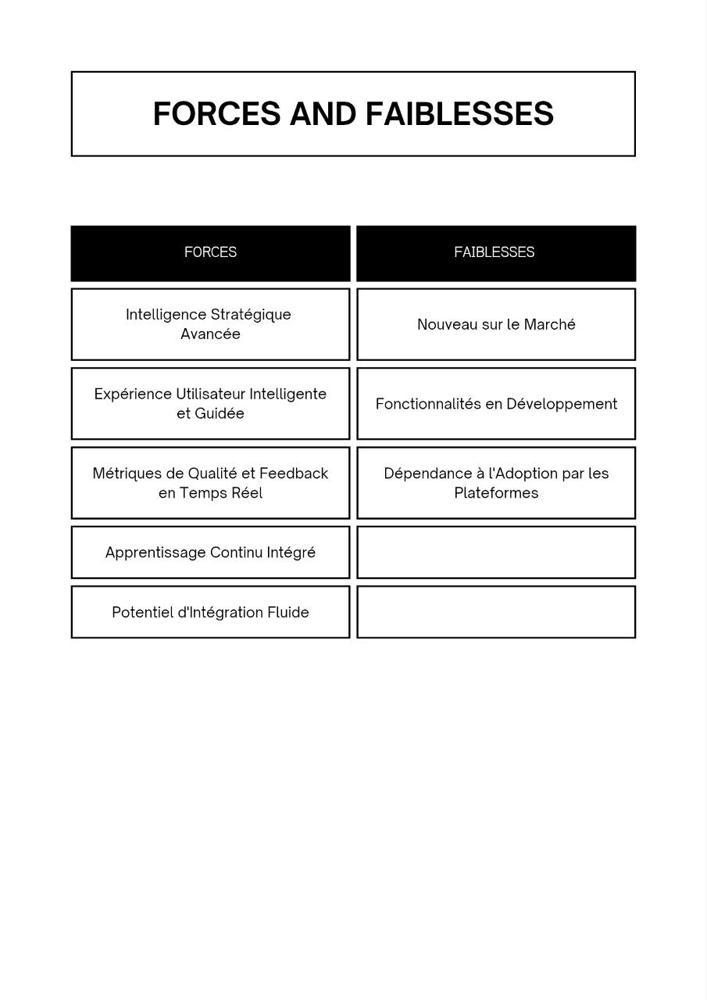 FORCES AND FAIBLESSES
FORCES
FAIBLESSES
Intelligence Stratégique
Avancée
Nouveau sur le Marché
Expérience Utilisateur Intelligente
et Guidée
Fonctionnalités en Développement
Métriques de Qualité et Feedback
en Temps Réel
Dépendance à l'Adoption par les
Plateformes
Apprentissage Continu Intégré
Potentiel d'Intégration Fluide